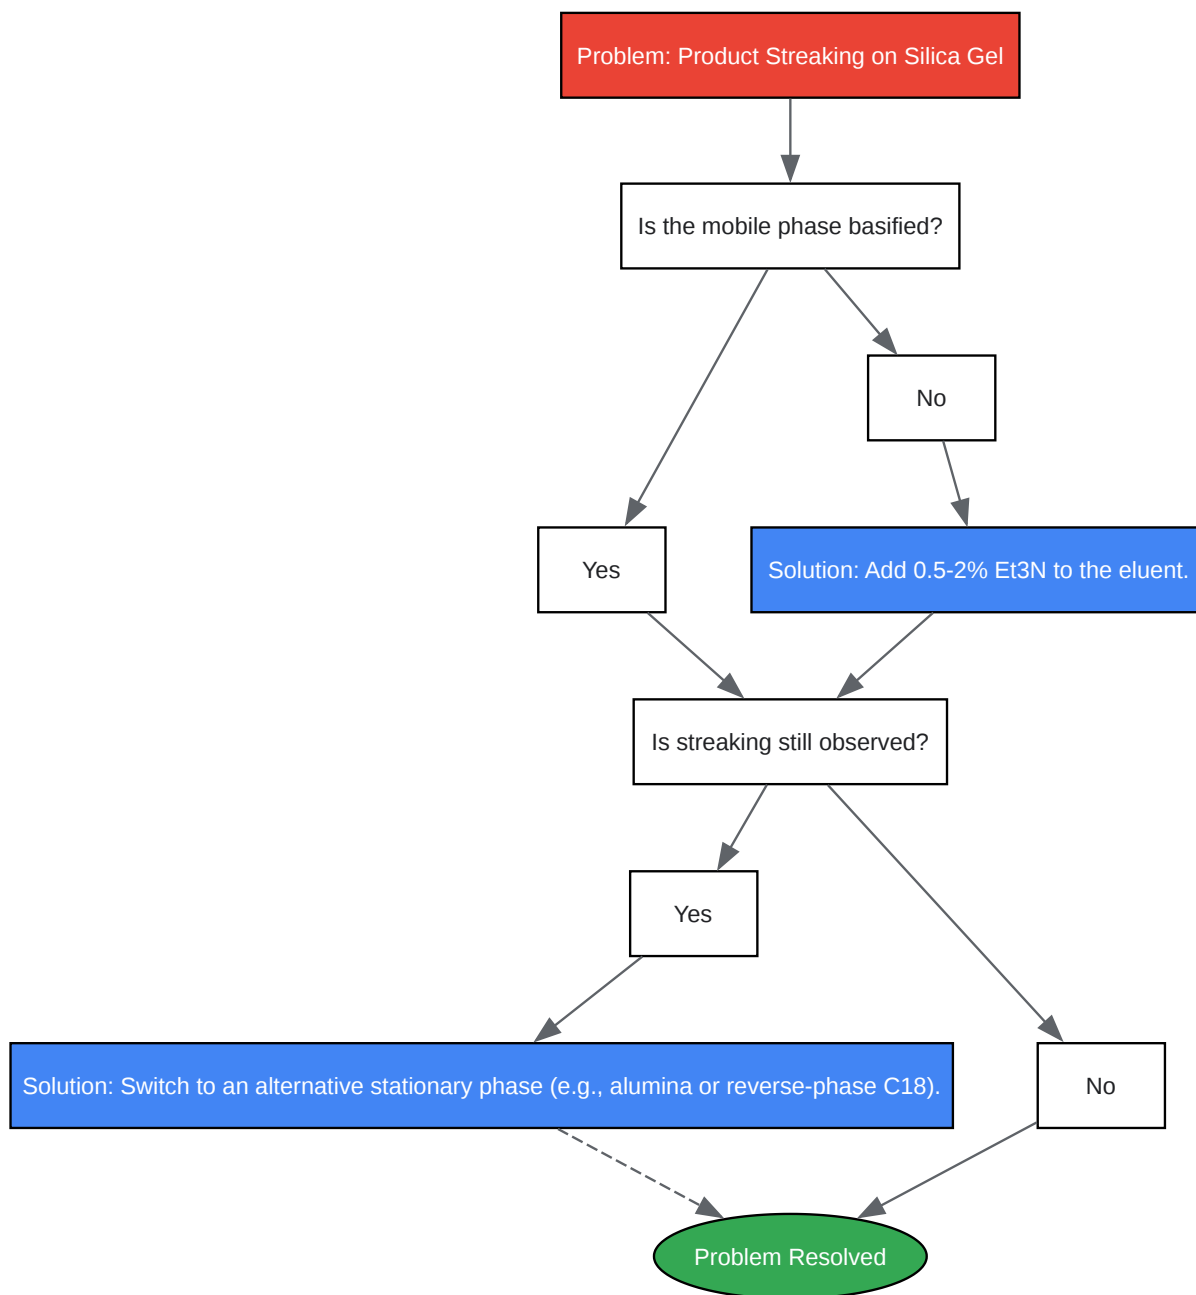 Problem: Product Streaking on Silica Gel
Is the mobile phase basified?
No
Yes
Solution: Add 0.5-2% Et3N to the eluent.
Is streaking still observed?
Yes
Solution: Switch to an alternative stationary phase (e.g., alumina or reverse-phase C18).
No
Problem Resolved